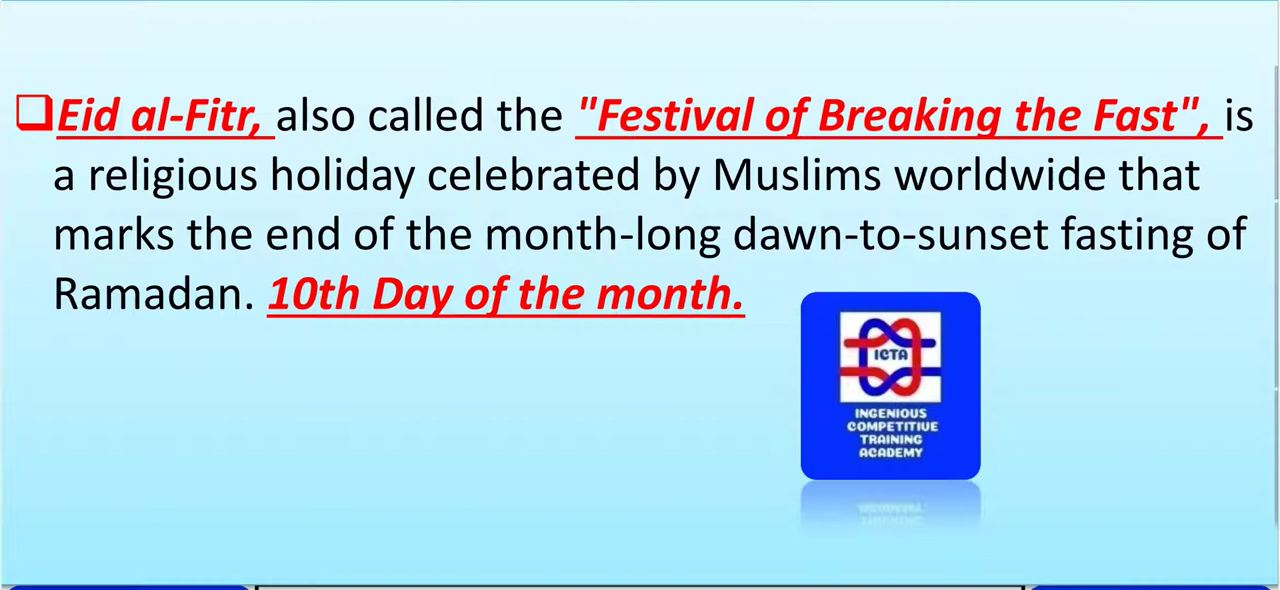 Eid al-Fitr, also called the "Festival of Breaking the Fast", is
a religious holiday celebrated by Muslims worldwide that
marks the end of the month-long dawn-to-sunset fasting of
Ramadan. 10th Day of the month.
ICTA
INGENIOUS
COMPETITIVE
TRAINING
ACADEMY